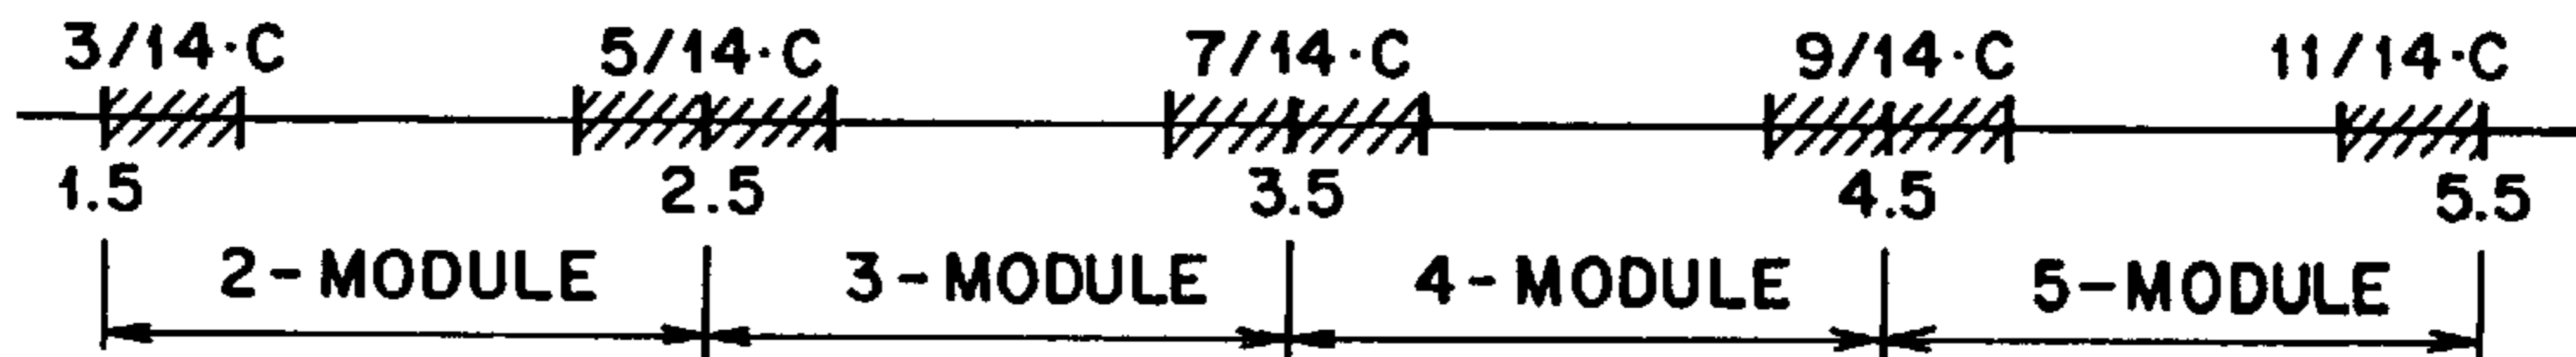 3/14·C 5/14·C 7/14·C 9/14·C 11/14·C
1.5 2.5 3.5 4.5 5.5
2-MODULE 3-MODULE 4-MODULE 5-MODULE